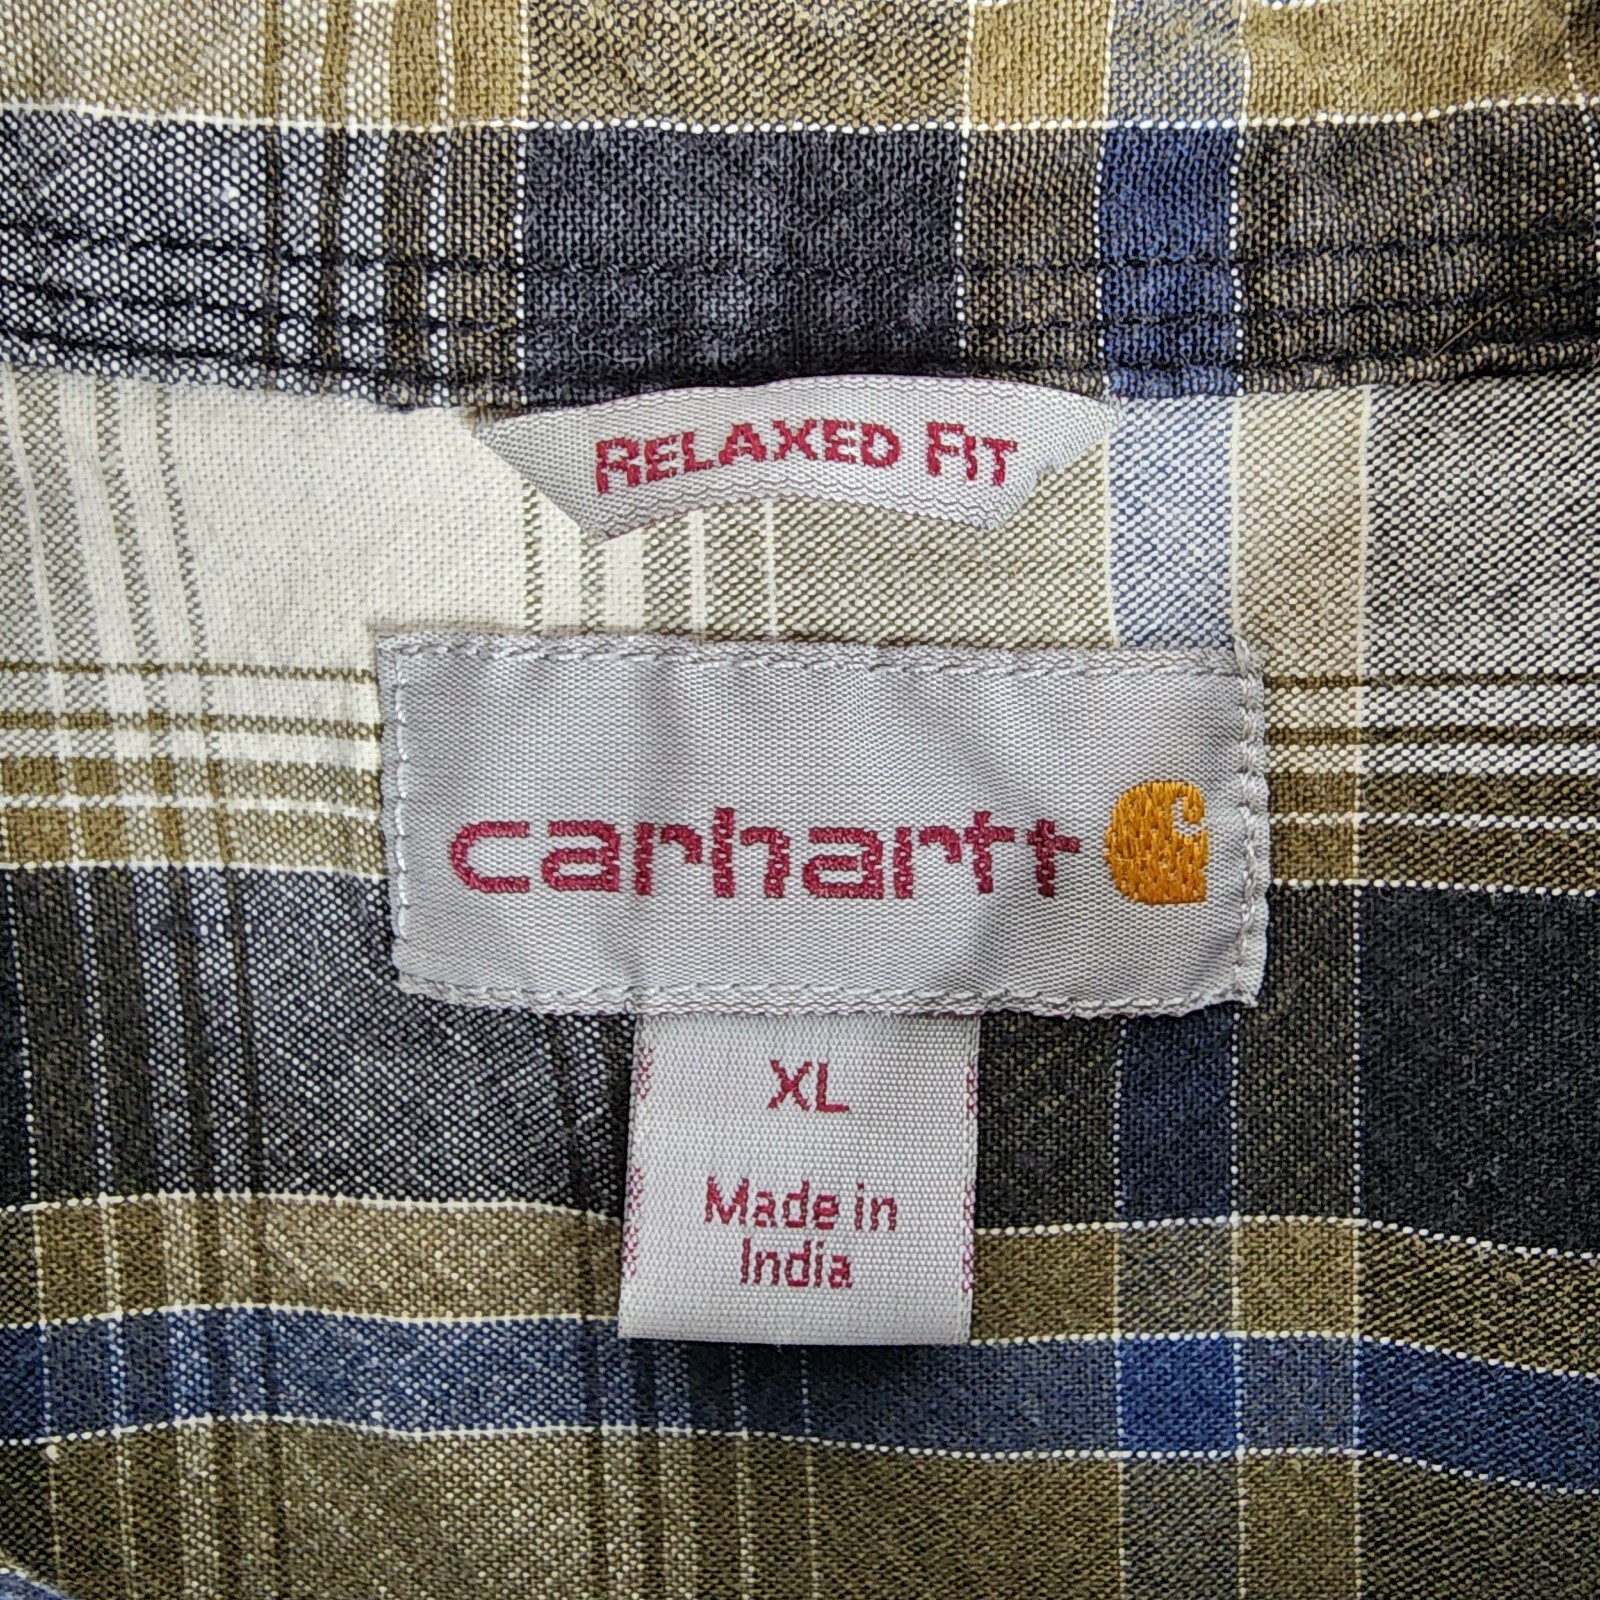 RELAXED FIT
carhartt
XL
Made in
India